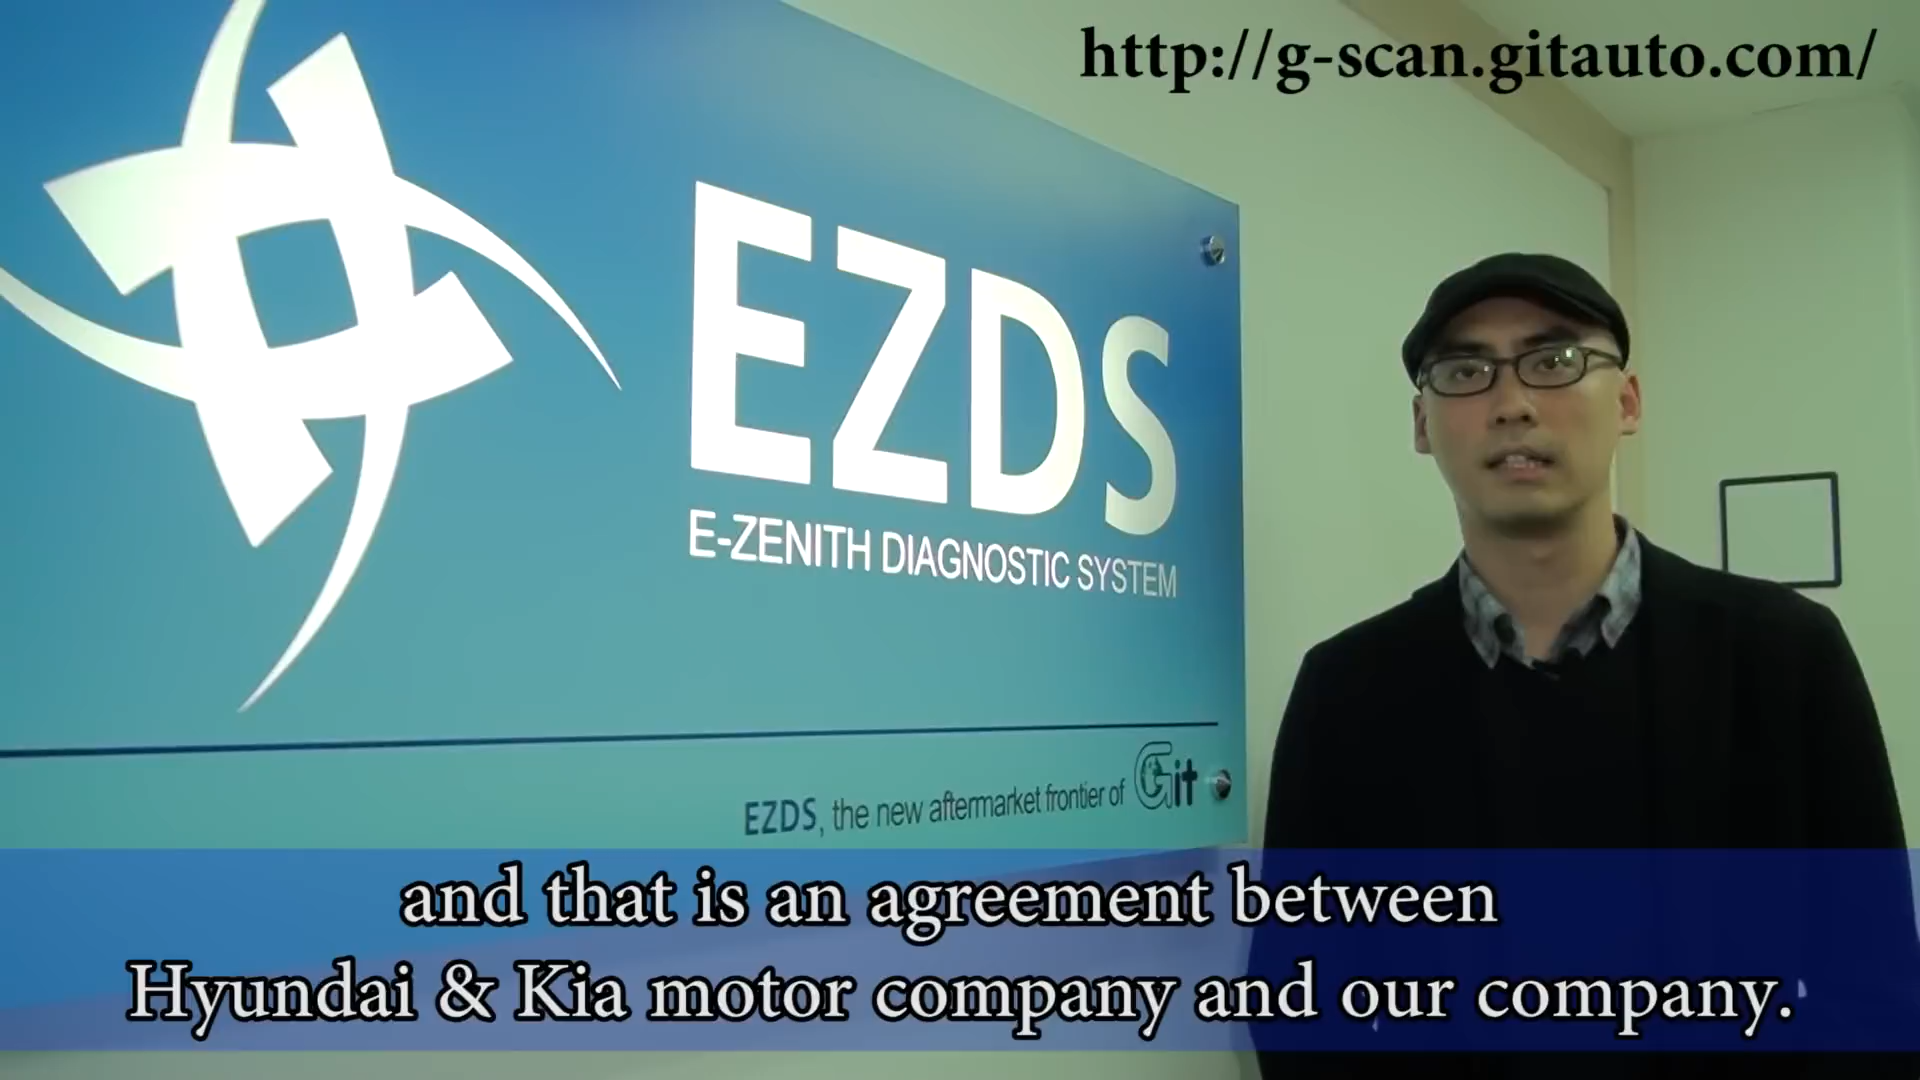 http://g-scan.gitauto.com/
EZDS
E-ZENITH DIAGNOSTIC SYSTEM
EZDS, the new aftermarket frontier of Git
and that is an agreement between
Hyundai & Kia motor company and our company.